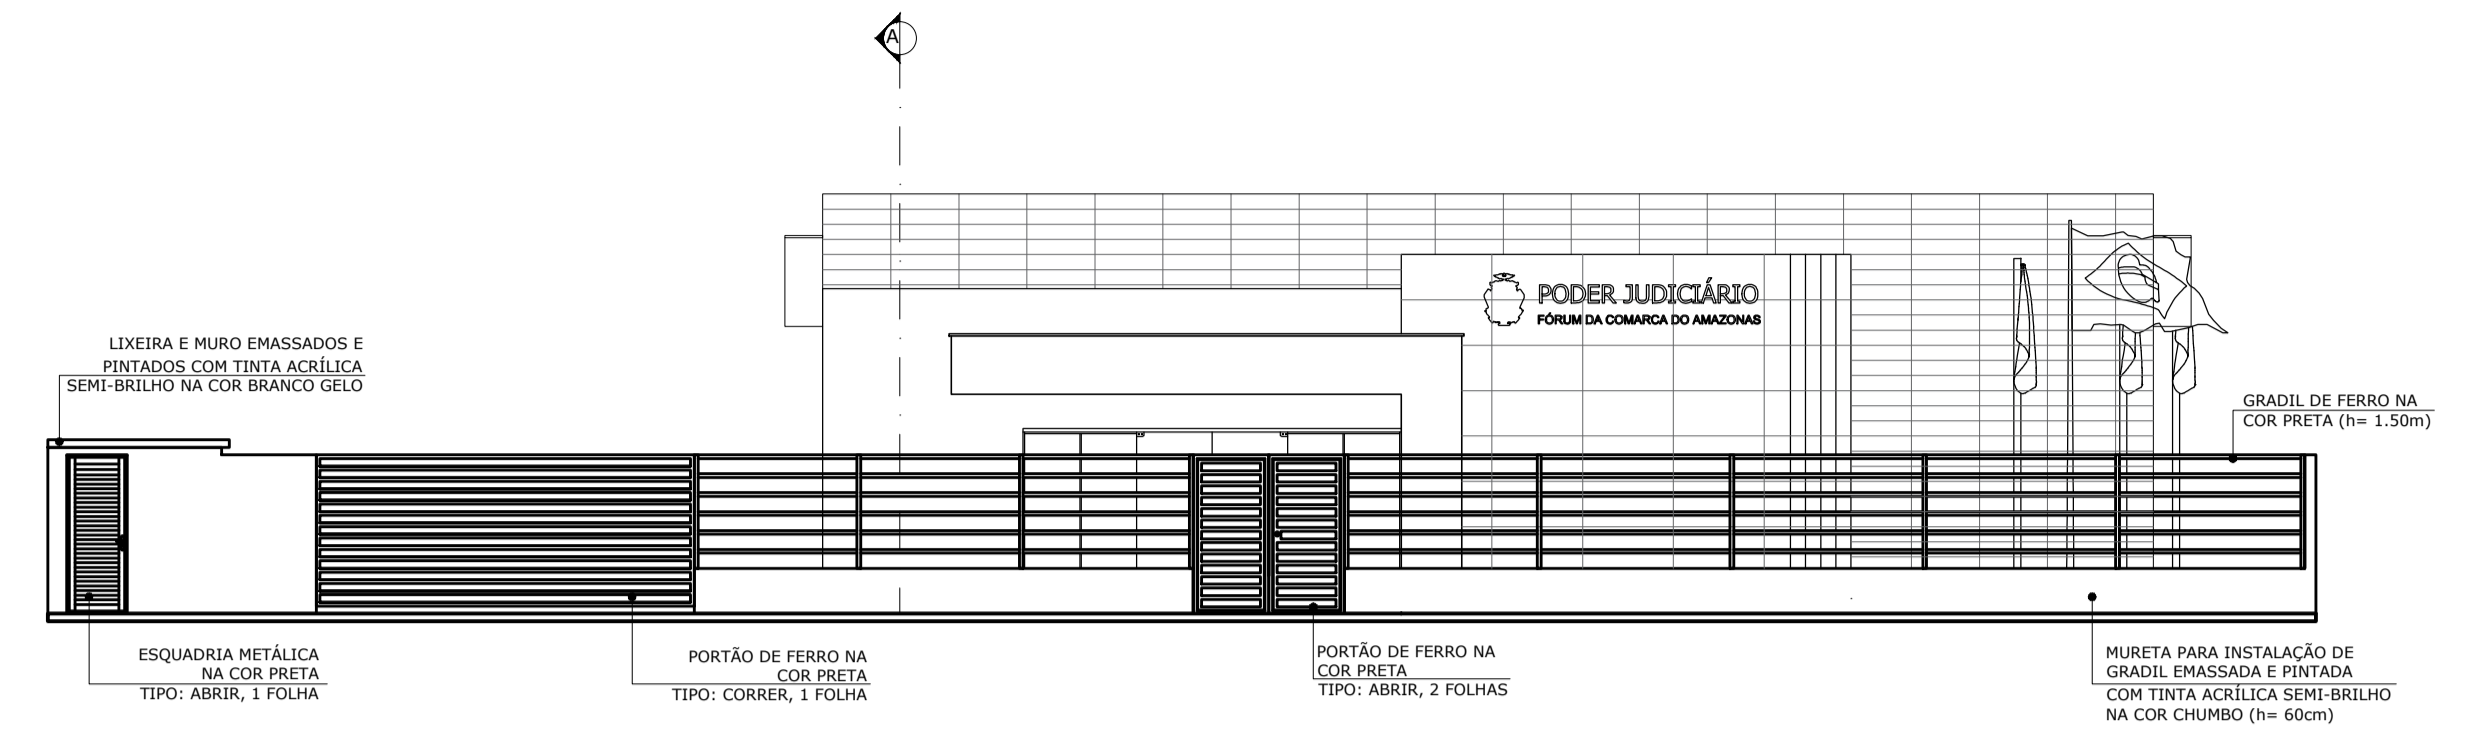 A
PODER JUDICIÁRIO
FÓRUM DA COMARCA DO AMAZONAS
LIXEIRA E MURO EMASSADOS E
PINTADOS COM TINTA ACRÍLICA
SEMI-BRILHO NA COR BRANCO GELO
GRADIL DE FERRO NA
COR PRETA (h= 1.50m)
ESQUADRIA METÁLICA
NA COR PRETA
TIPO: ABRIR, 1 FOLHA
PORTÃO DE FERRO NA
COR PRETA
TIPO: CORRER, 1 FOLHA
PORTÃO DE FERRO NA
COR PRETA
TIPO: ABRIR, 2 FOLHAS
MURETA PARA INSTALAÇÃO DE
GRADIL EMASSADA E PINTADA
COM TINTA ACRÍLICA SEMI-BRILHO
NA COR CHUMBO (h= 60cm)